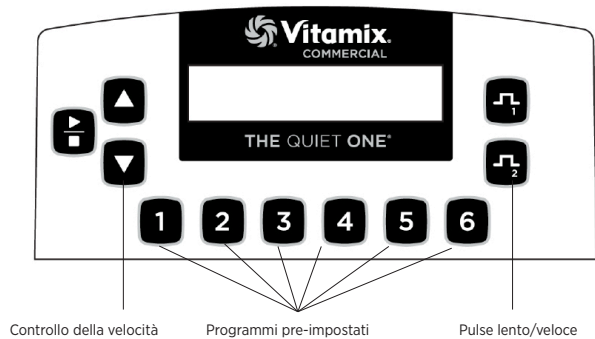 Vitamix®
COMMERCIAL
THE QUIET ONE®
1
2
1 2 3 4 5 6
Controllo della velocità Programmi pre-impostati Pulse lento/veloce